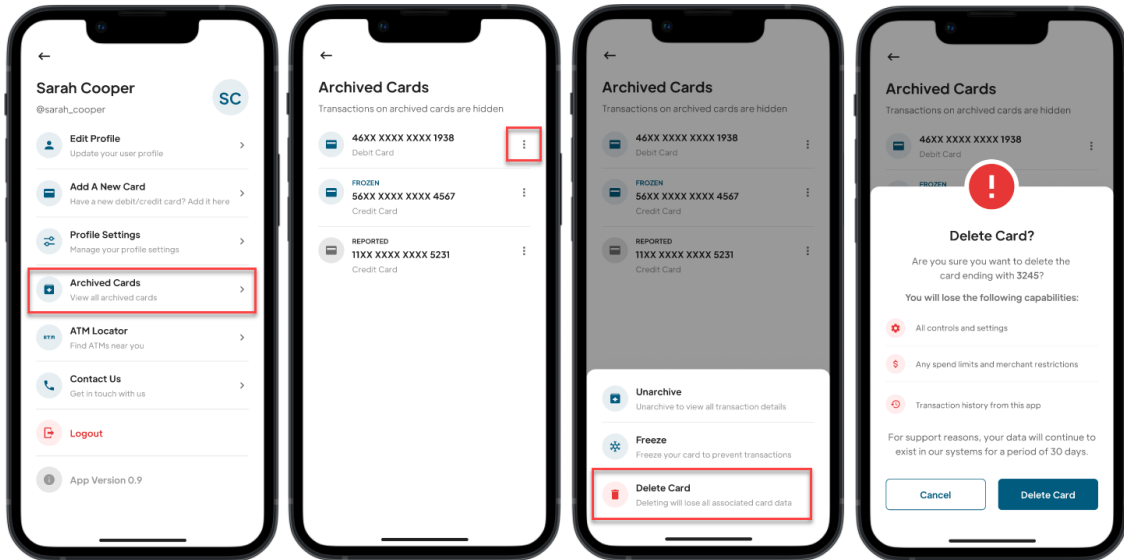 Sarah Cooper
@sarah_cooper
SC
Edit Profile
Update your user profile
Add A New Card
Have a new debit/credit card? Add it here
Profile Settings
Manage your profile settings
Archived Cards
View all archived cards
ATM
ATM Locator
Find ATMs near you
Contact Us
Get in touch with us
Logout
App Version 0.9
Archived Cards
Transactions on archived cards are hidden
46XX XXXX XXXX 1938
Debit Card
FROZEN
56XX XXXX XXXX 4567
Credit Card
REPORTED
11XX XXXX XXXX 5231
Credit Card
Archived Cards
Transactions on archived cards are hidden
46XX XXXX XXXX 1938
Debit Card
FROZEN
56XX XXXX XXXX 4567
Credit Card
REPORTED
11XX XXXX XXXX 5231
Credit Card
Unarchive
Unarchive to view all transaction details
Freeze
Freeze your card to prevent transactions
Delete Card
Deleting will lose all associated card data
Archived Cards
Transactions on archived cards are hidden
46XX XXXX XXXX 1938
Debit Card
FROZEN
Delete Card?
Are you sure you want to delete the
card ending with 3245?
You will lose the following capabilities:
All controls and settings
Any spend limits and merchant restrictions
Transaction history from this app
For support reasons, your data will continue to
exist in our systems for a period of 30 days.
Cancel
Delete Card